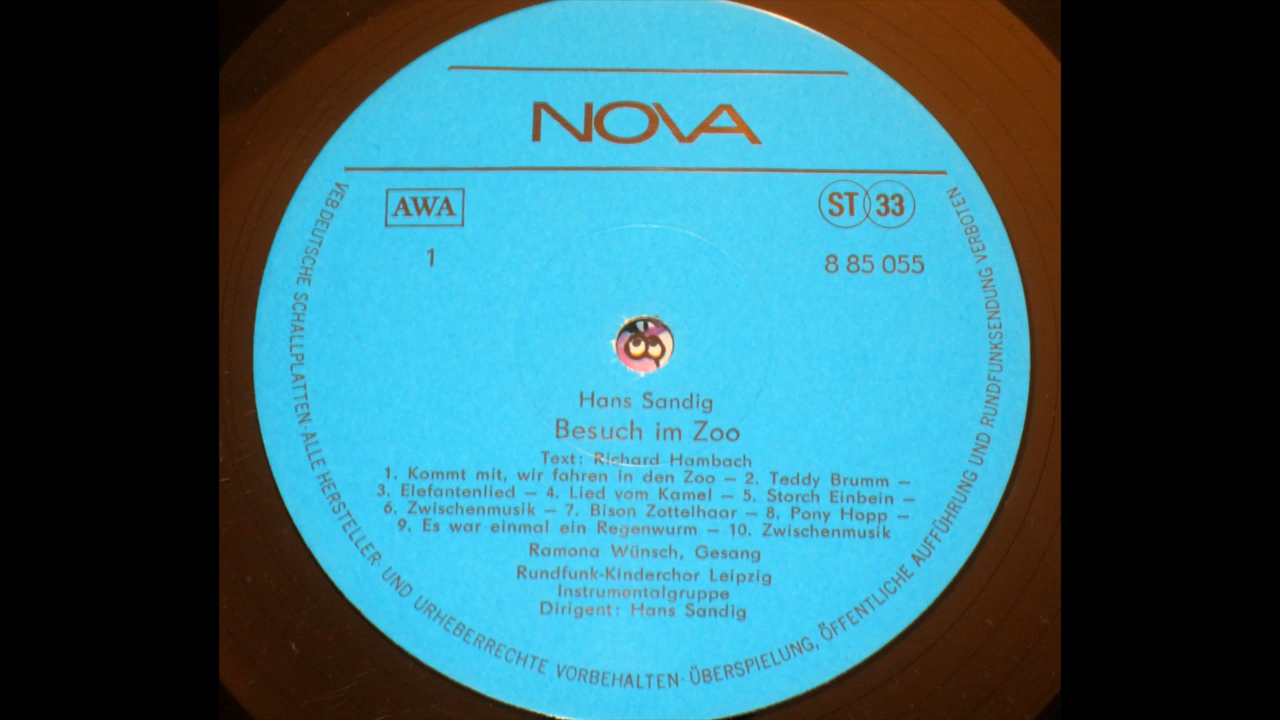 NOVA
AWA
ST 33
1
8 85 055
Hans Sandig
Besuch im Zoo
Text: Richard Hambach
1. Kommt mit, wir fahren in den Zoo – 2. Teddy Brumm –
3. Elefantenlied – 4. Lied vom Kamel – 5. Storch Einbein –
6. Zwischenmusik – 7. Bison Zottelhaar – 8. Pony Hopp –
9. Es war einmal ein Regenwurm – 10. Zwischenmusik
Ramona Wünsch, Gesang
Rundfunk-Kinderchor Leipzig
Instrumentalgruppe
Dirigent: Hans Sandig
VEB DEUTSCHE SCHALLPLATTEN · ALLE HERSTELLER- UND URHEBERRECHTE VORBEHALTEN · ÜBERSPIELUNG, ÖFFENTLICHE AUFFÜHRUNG UND RUNDFUNKSENDUNG VERBOTEN